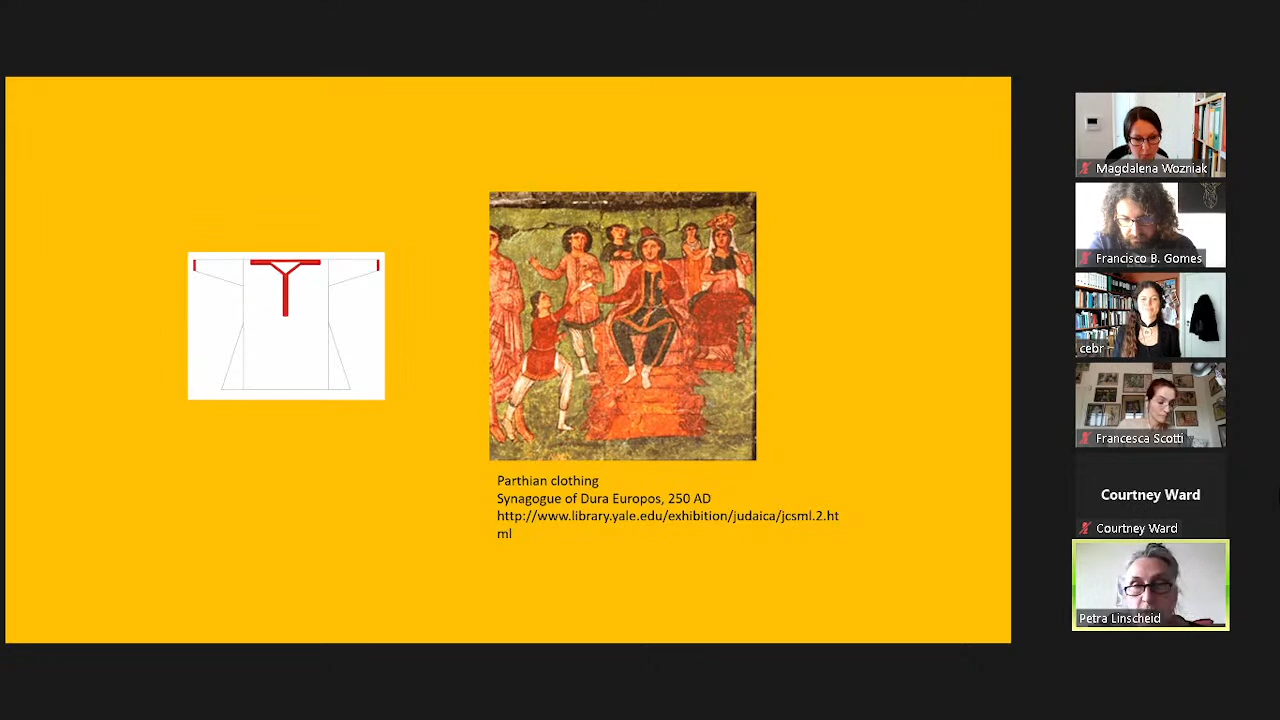 Parthian clothing
Synagogue of Dura Europos, 250 AD
http://www.library.yale.edu/exhibition/judaica/jcsml.2.ht
ml
Magdalena Wozniak
Francisco B. Gomes
cebr
Francesca Scotti
Courtney Ward
Courtney Ward
Petra Linscheid